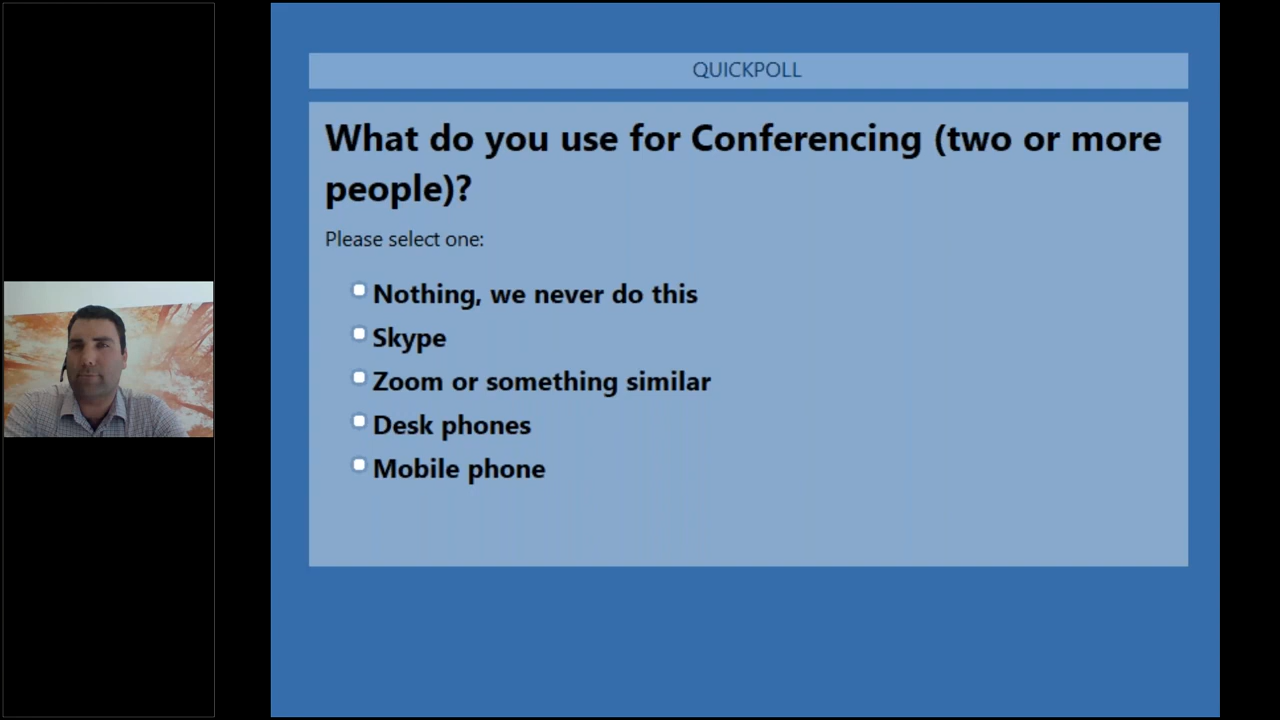 QUICKPOLL
What do you use for Conferencing (two or more
people)?
Please select one:
Nothing, we never do this
Skype
Zoom or something similar
Desk phones
Mobile phone